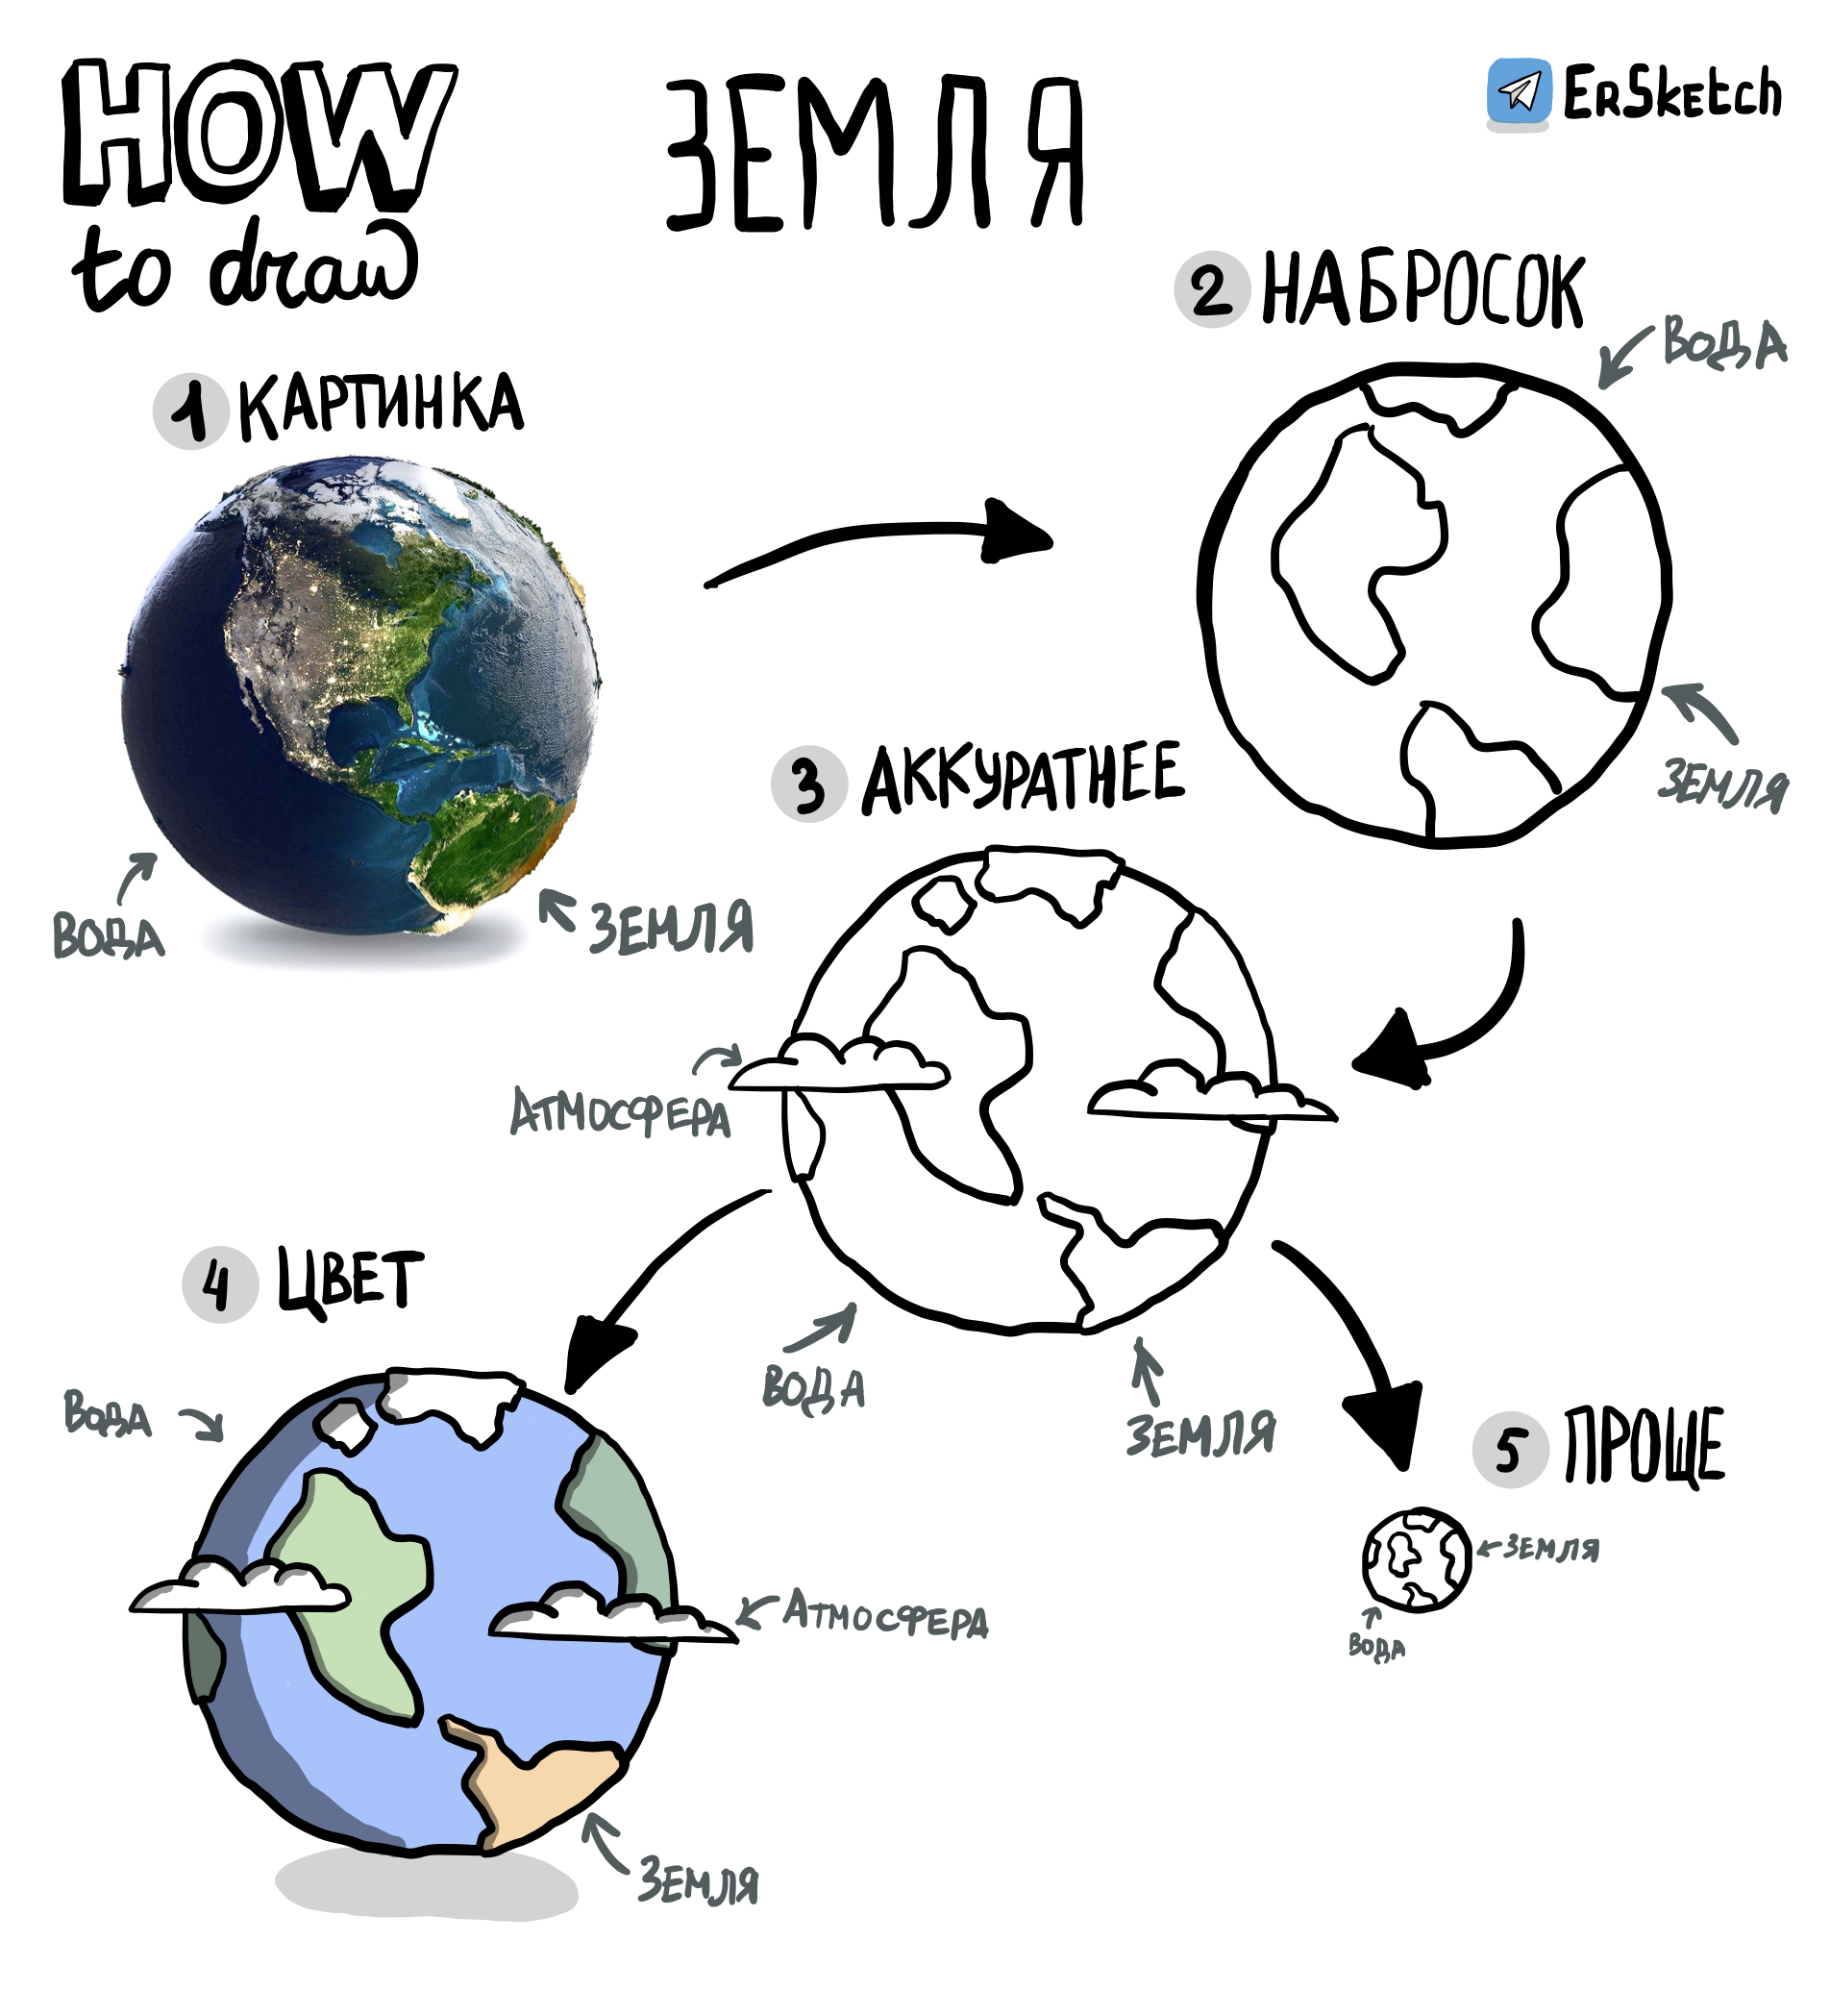 HOW
to draw
ЗЕМЛЯ
ErSketch
1 КАРТИНКА
ВОДА
ЗЕМЛЯ
2 НАБРОСОК
ВОДА
ЗЕМЛЯ
3 АККУРАТНЕЕ
АТМОСФЕРА
ВОДА
ЗЕМЛЯ
4 ЦВЕТ
ВОДА
АТМОСФЕРА
ЗЕМЛЯ
5 ПРОЩЕ
ЗЕМЛЯ
ВОДА